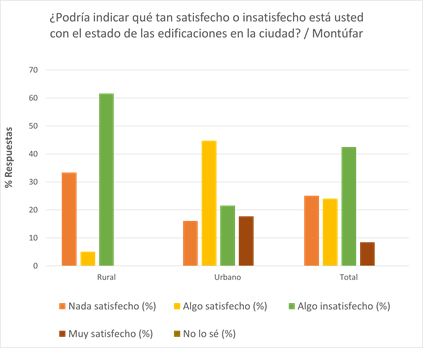 ¿Podría indicar qué tan satisfecho o insatisfecho está usted
con el estado de las edificaciones en la ciudad? / Montúfar
% Respuestas
70
60
50
40
30
20
10
0
Rural
Urbano
Total
Nada satisfecho (%)
Algo satisfecho (%)
Algo insatisfecho (%)
Muy satisfecho (%)
No lo sé (%)